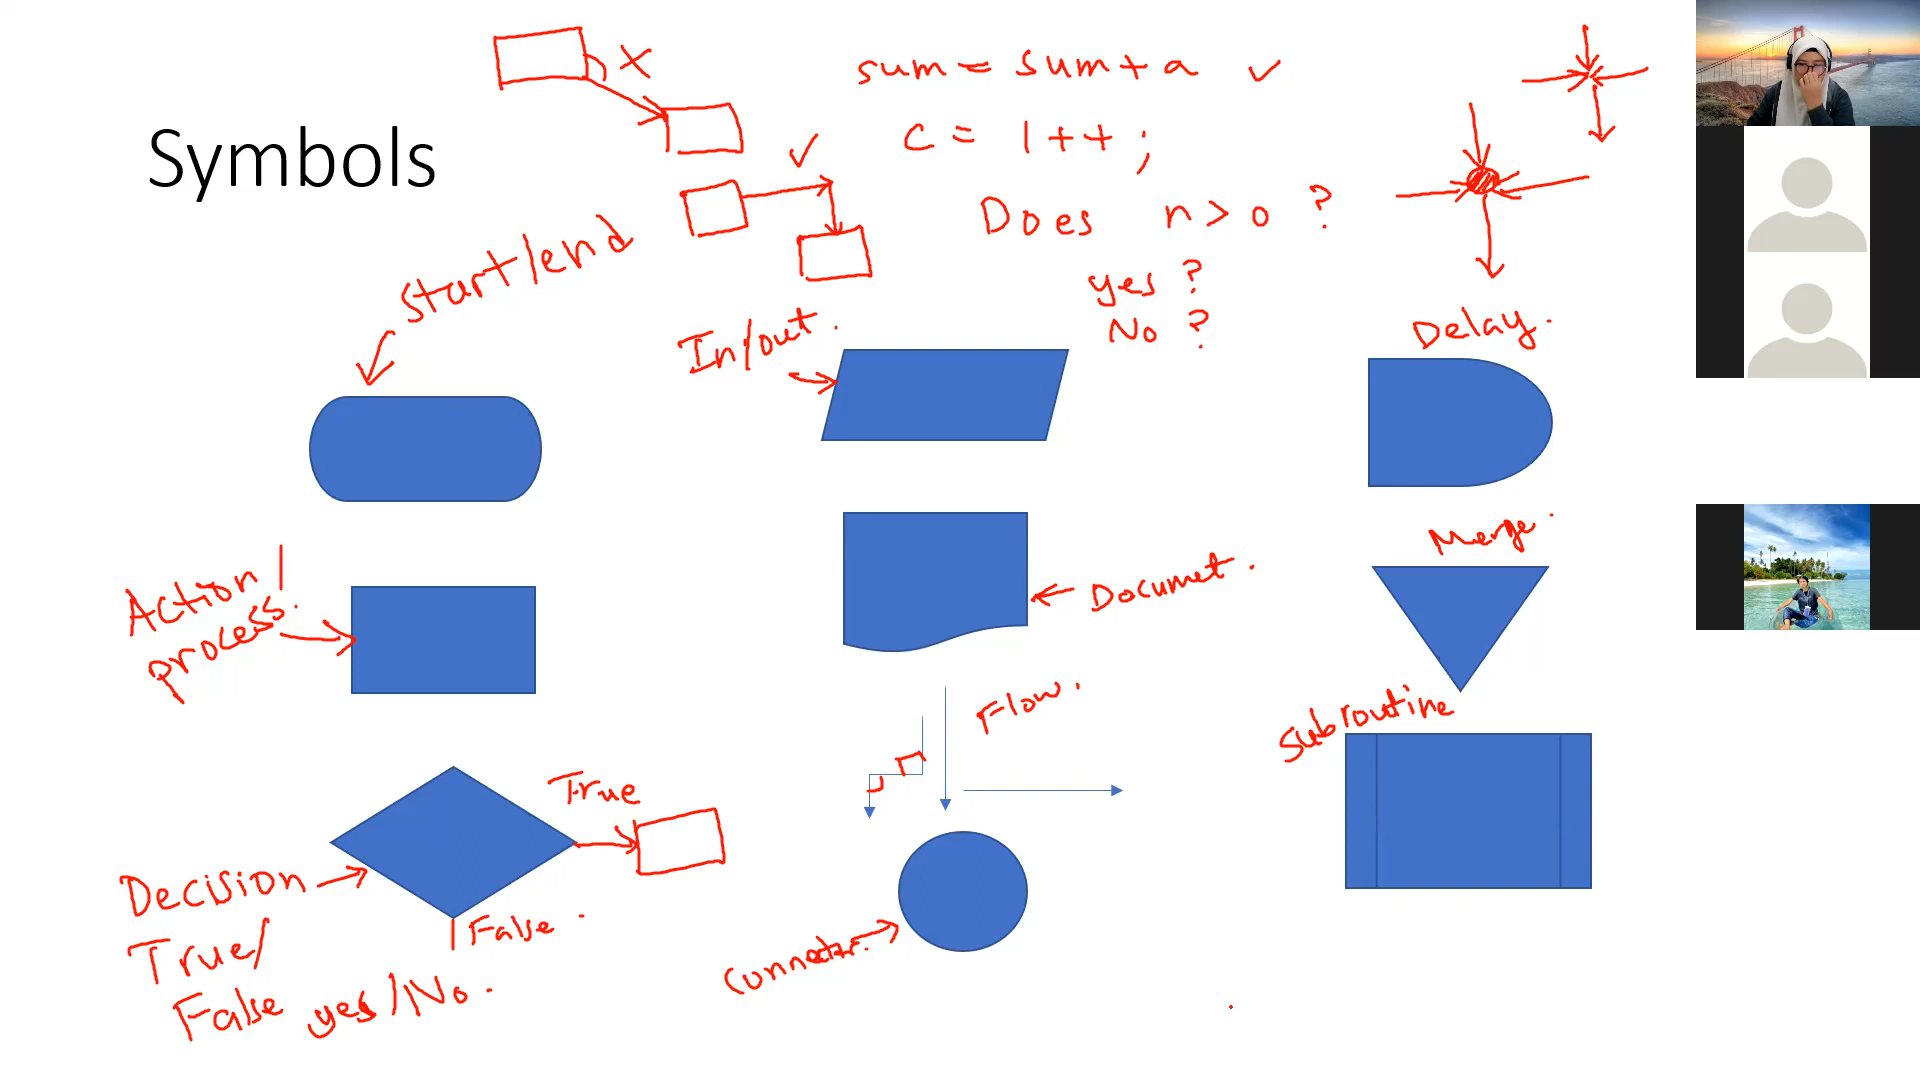 Symbols
X
sum = sum + a ✓
c = 1 + + ;
✓
Does n > 0 ?
yes ?
No ?
start/end
In/out.
Delay.
Action/
process.
Documet.
Merge.
Flow.
Subroutine
True
Decision
True/
False yes/No.
False.
Connector.